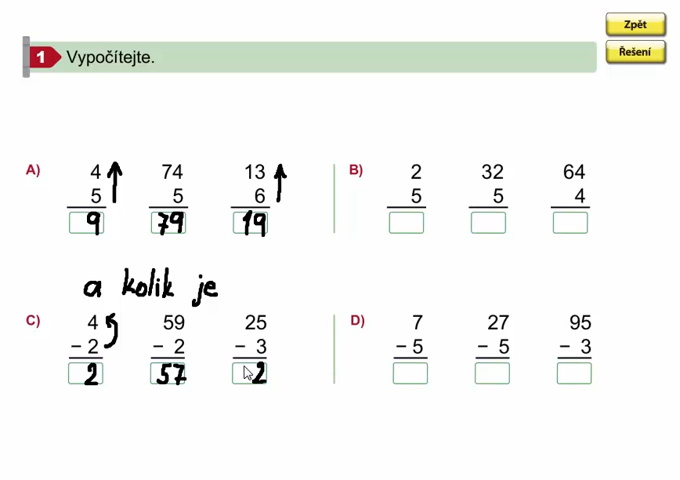 Zpět
1 Vypočítejte.
Řešení
A) 4 74 13 B) 2 32 64
5 5 6 5 5 4
9 79 19
a kolik je
C) 4 59 25 D) 7 27 95
− 2 − 2 − 3 − 5 − 5 − 3
2 57 2